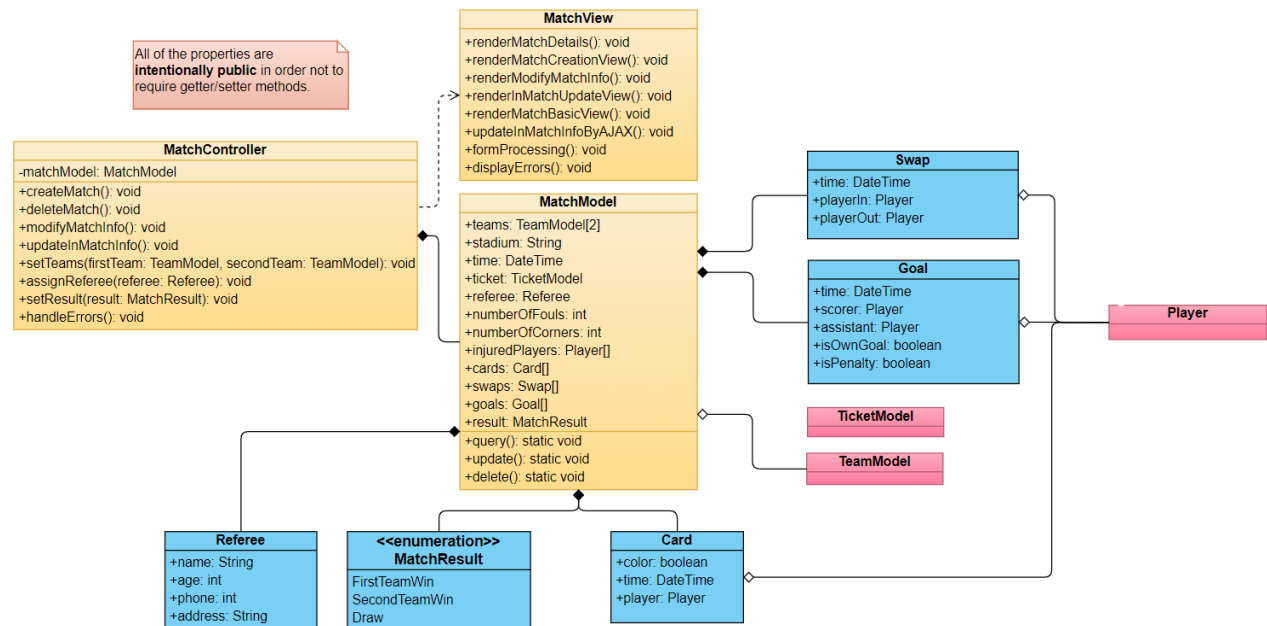 All of the properties are
intentionally public in order not to
require getter/setter methods.
MatchView
+renderMatchDetails(): void
+renderMatchCreationView(): void
+renderModifyMatchInfo(): void
+renderInMatchUpdateView(): void
+renderMatchBasicView(): void
+updateInMatchInfoByAJAX(): void
+formProcessing(): void
+displayErrors(): void
MatchController
-matchModel: MatchModel
+createMatch(): void
+deleteMatch(): void
+modifyMatchInfo(): void
+updateInMatchInfo(): void
+setTeams(firstTeam: TeamModel, secondTeam: TeamModel): void
+assignReferee(referee: Referee): void
+setResult(result: MatchResult): void
+handleErrors(): void
MatchModel
+teams: TeamModel[2]
+stadium: String
+time: DateTime
+ticket: TicketModel
+referee: Referee
+numberOfFouls: int
+numberOfCorners: int
+injuredPlayers: Player[]
+cards: Card[]
+swaps: Swap[]
+goals: Goal[]
+result: MatchResult
+query(): static void
+update(): static void
+delete(): static void
Swap
+time: DateTime
+playerIn: Player
+playerOut: Player
Goal
+time: DateTime
+scorer: Player
+assistant: Player
+isOwnGoal: boolean
+isPenalty: boolean
Player
TicketModel
TeamModel
Referee
+name: String
+age: int
+phone: int
+address: String
<<enumeration>>
MatchResult
FirstTeamWin
SecondTeamWin
Draw
Card
+color: boolean
+time: DateTime
+player: Player